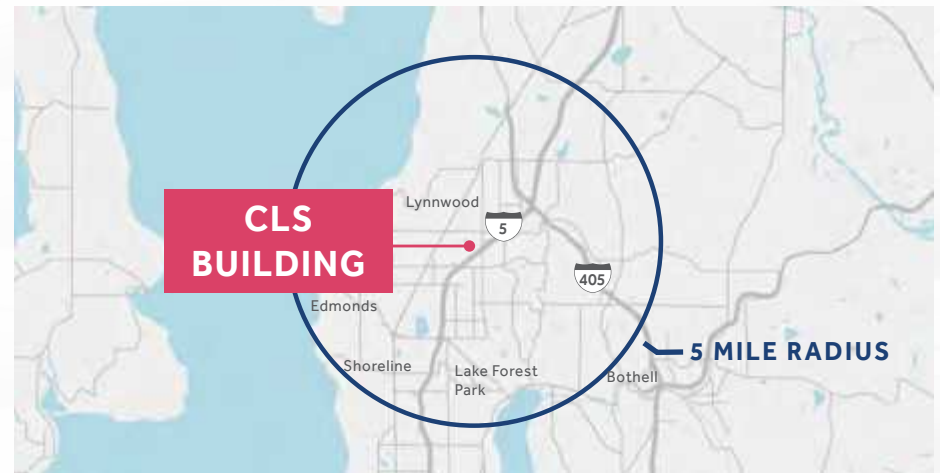 Lynnwood
CLS
BUILDING
5
405
Edmonds
5 MILE RADIUS
Shoreline
Lake Forest
Park
Bothell